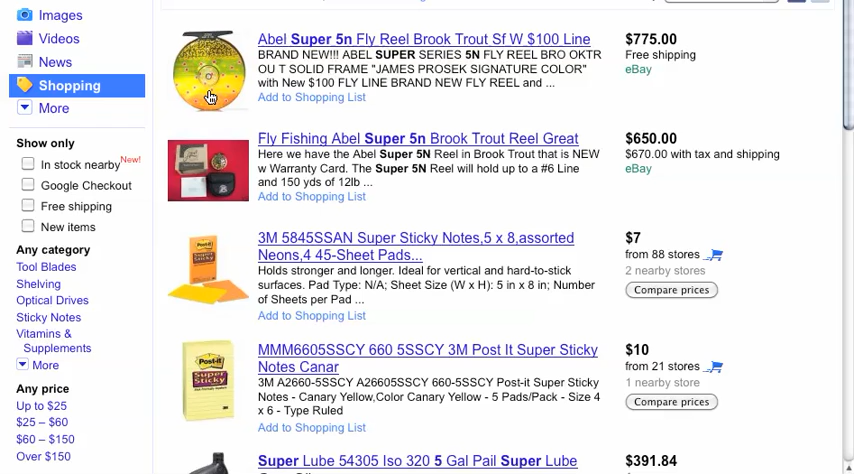 Images
Videos
News
Shopping
More
Show only
In stock nearby New!
Google Checkout
Free shipping
New items
Any category
Tool Blades
Shelving
Optical Drives
Sticky Notes
Vitamins &
Supplements
More
Any price
Up to $25
$25 – $60
$60 – $150
Over $150
Abel Super 5n Fly Reel Brook Trout Sf W $100 Line
BRAND NEW!!! ABEL SUPER SERIES 5N FLY REEL BRO OKTR
OU T SOLID FRAME "JAMES PROSEK SIGNATURE COLOR"
with New $100 FLY LINE BRAND NEW FLY REEL and ...
Add to Shopping List
$775.00
Free shipping
eBay
Fly Fishing Abel Super 5n Brook Trout Reel Great
Here we have the Abel Super 5N Reel in Brook Trout that is NEW
w Warranty Card. The Super 5N Reel will hold up to a #6 Line
and 150 yds of 12lb ...
Add to Shopping List
$650.00
$670.00 with tax and shipping
eBay
3M 5845SSAN Super Sticky Notes,5 x 8,assorted
Neons,4 45-Sheet Pads...
Holds stronger and longer. Ideal for vertical and hard-to-stick
surfaces. Pad Type: N/A; Sheet Size (W x H): 5 in x 8 in; Number
of Sheets per Pad ...
Add to Shopping List
$7
from 88 stores
2 nearby stores
Compare prices
Post-it
Super
Sticky
MMM6605SSCY 660 5SSCY 3M Post It Super Sticky
Notes Canar
3M A2660-5SSCY A26605SSCY 660-5SSCY Post-it Super Sticky
Notes - Canary Yellow,Color Canary Yellow - 5 Pads/Pack - Size 4
x 6 - Type Ruled
Add to Shopping List
$10
from 21 stores
1 nearby store
Compare prices
Super Lube 54305 Iso 320 5 Gal Pail Super Lube
$391.84